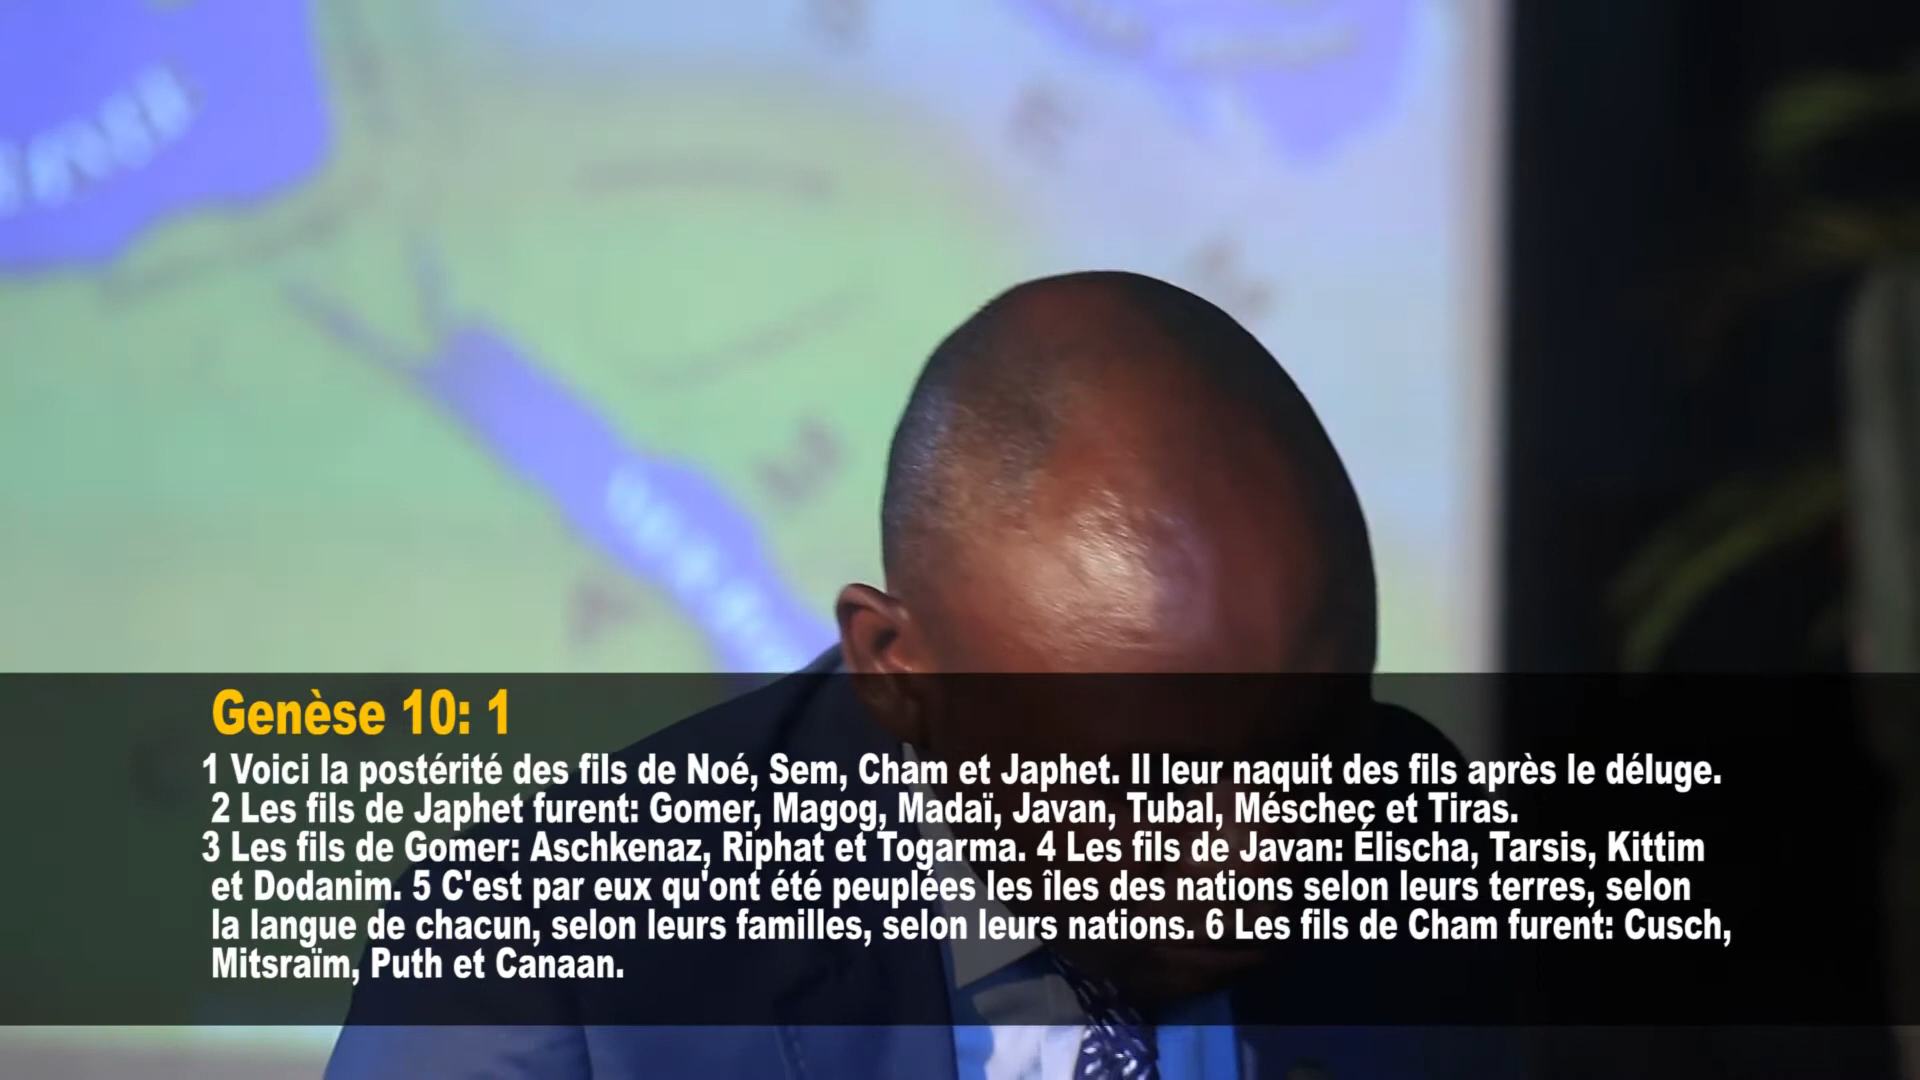 Genèse 10: 1
1 Voici la postérité des fils de Noé, Sem, Cham et Japhet. Il leur naquit des fils après le déluge.
2 Les fils de Japhet furent: Gomer, Magog, Madaï, Javan, Tubal, Méschec et Tiras.
3 Les fils de Gomer: Aschkenaz, Riphat et Togarma. 4 Les fils de Javan: Élischa, Tarsis, Kittim
et Dodanim. 5 C'est par eux qu'ont été peuplées les îles des nations selon leurs terres, selon
la langue de chacun, selon leurs familles, selon leurs nations. 6 Les fils de Cham furent: Cusch,
Mitsraïm, Puth et Canaan.